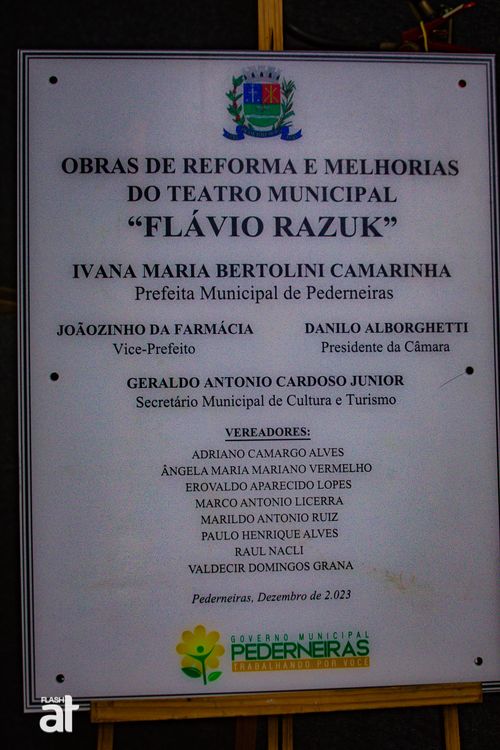 OBRAS DE REFORMA E MELHORIAS
DO TEATRO MUNICIPAL
“FLÁVIO RAZUK”
IVANA MARIA BERTOLINI CAMARINHA
Prefeita Municipal de Pederneiras
JOÃOZINHO DA FARMÁCIA DANILO ALBORGHETTI
Vice-Prefeito Presidente da Câmara
GERALDO ANTONIO CARDOSO JUNIOR
Secretário Municipal de Cultura e Turismo
VEREADORES:
ADRIANO CAMARGO ALVES
ÂNGELA MARIA MARIANO VERMELHO
EROVALDO APARECIDO LOPES
MARCO ANTONIO LICERRA
MARILDO ANTONIO RUIZ
PAULO HENRIQUE ALVES
RAUL NACLI
VALDECIR DOMINGOS GRANA
Pederneiras, Dezembro de 2.023
GOVERNO MUNICIPAL
PEDERNEIRAS
TRABALHANDO POR VOCÊ
FLASH
at